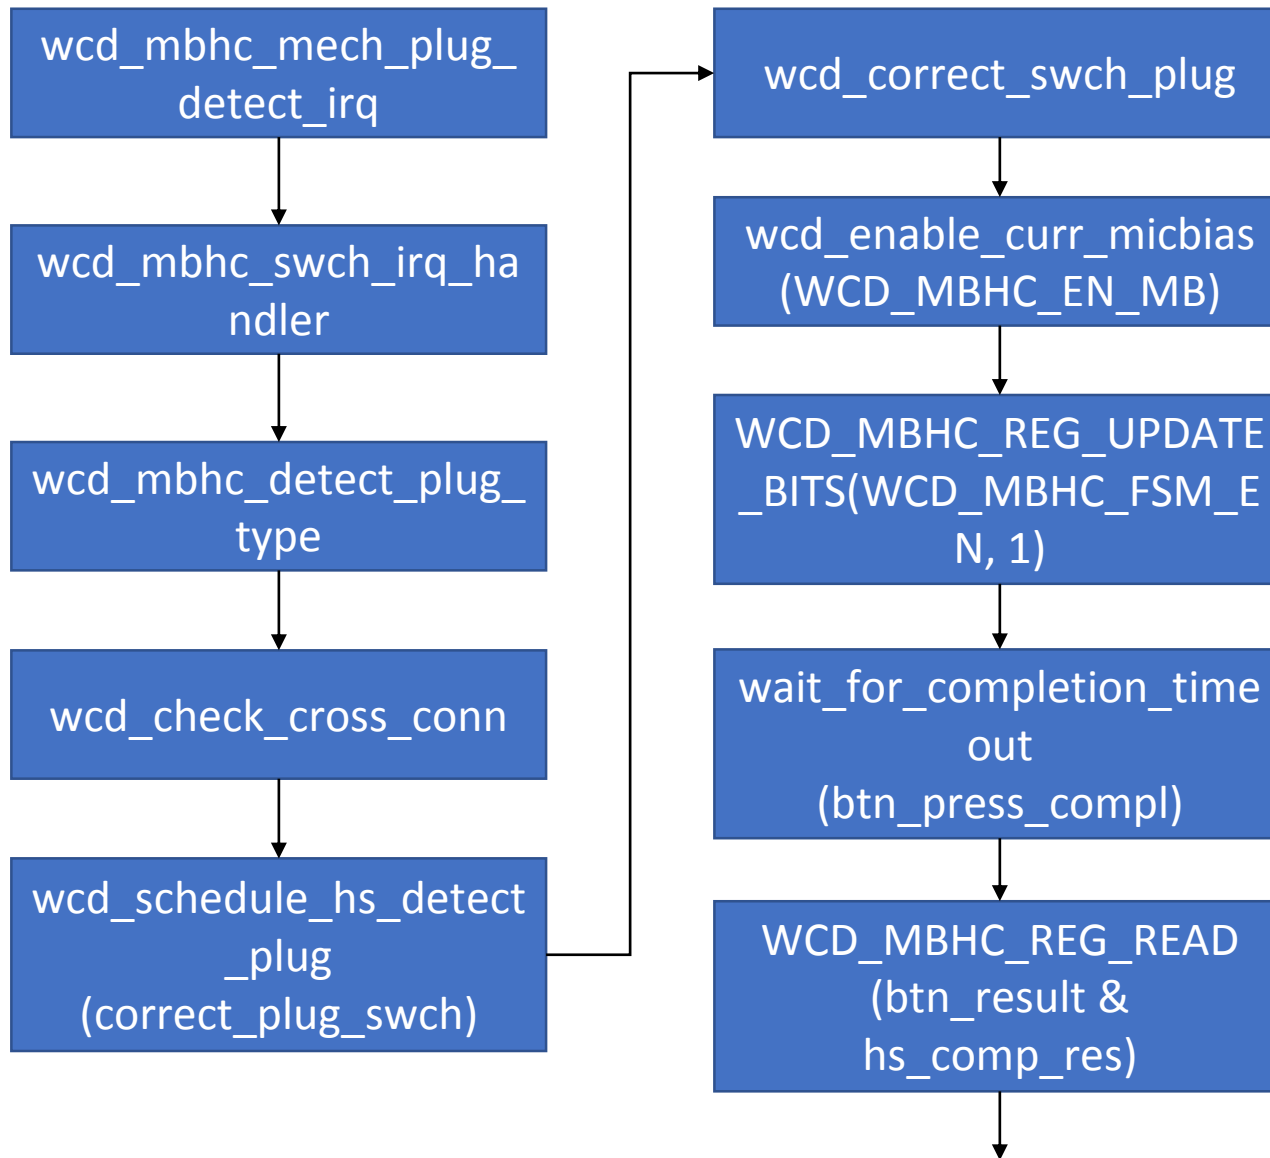 wcd_mbhc_mech_plug_
detect_irq
wcd_mbhc_swch_irq_ha
ndler
wcd_mbhc_detect_plug_
type
wcd_check_cross_conn
wcd_schedule_hs_detect
_plug
(correct_plug_swch)
wcd_correct_swch_plug
wcd_enable_curr_micbias
(WCD_MBHC_EN_MB)
WCD_MBHC_REG_UPDATE
_BITS(WCD_MBHC_FSM_E
N, 1)
wait_for_completion_time
out
(btn_press_compl)
WCD_MBHC_REG_READ
(btn_result &
hs_comp_res)